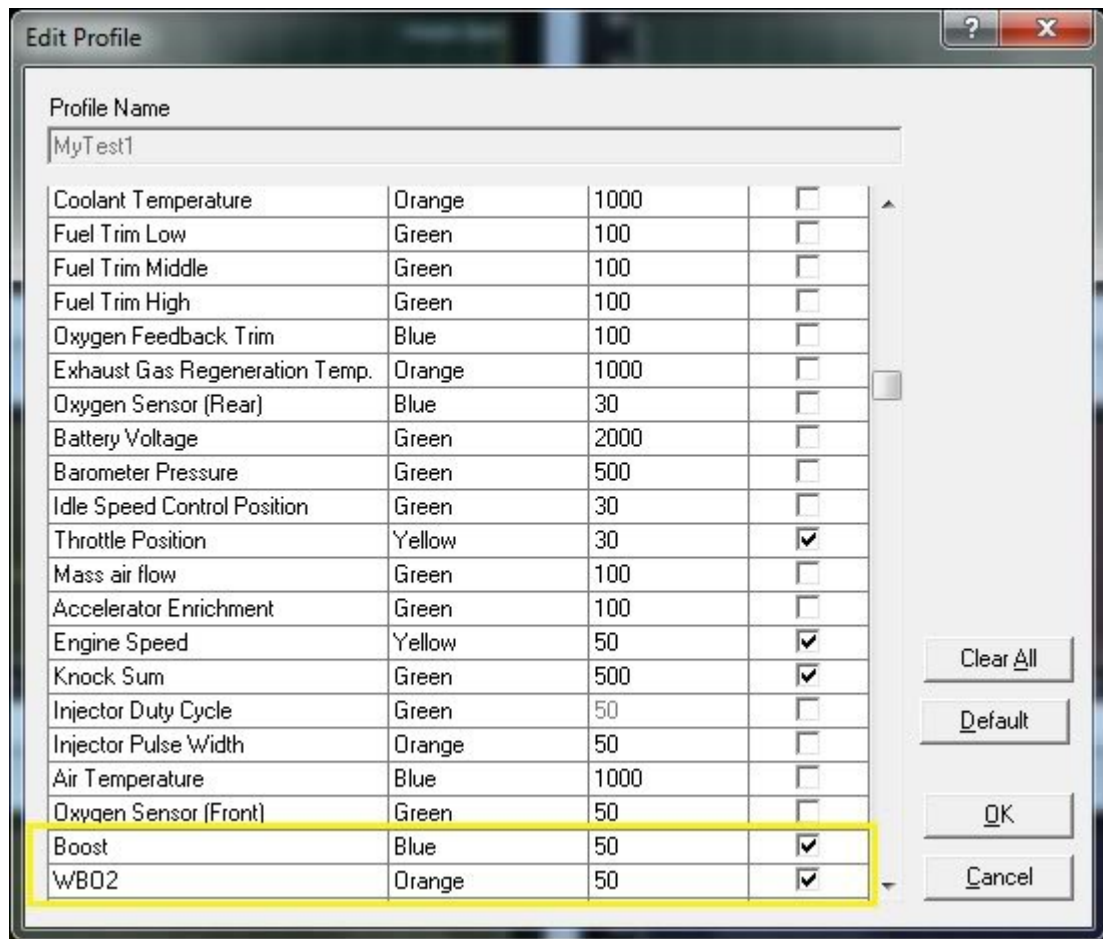 Edit Profile
? x
Profile Name
MyTest1
Coolant Temperature Orange 1000
Fuel Trim Low Green 100
Fuel Trim Middle Green 100
Fuel Trim High Green 100
Oxygen Feedback Trim Blue 100
Exhaust Gas Regeneration Temp. Orange 1000
Oxygen Sensor (Rear) Blue 30
Battery Voltage Green 2000
Barometer Pressure Green 500
Idle Speed Control Position Green 30
Throttle Position Yellow 30
Mass air flow Green 100
Accelerator Enrichment Green 100
Engine Speed Yellow 50
Knock Sum Green 500
Injector Duty Cycle Green 50
Injector Pulse Width Orange 50
Air Temperature Blue 1000
Oxygen Sensor (Front) Green 50
Boost Blue 50
WBO2 Orange 50
Clear All
Default
OK
Cancel